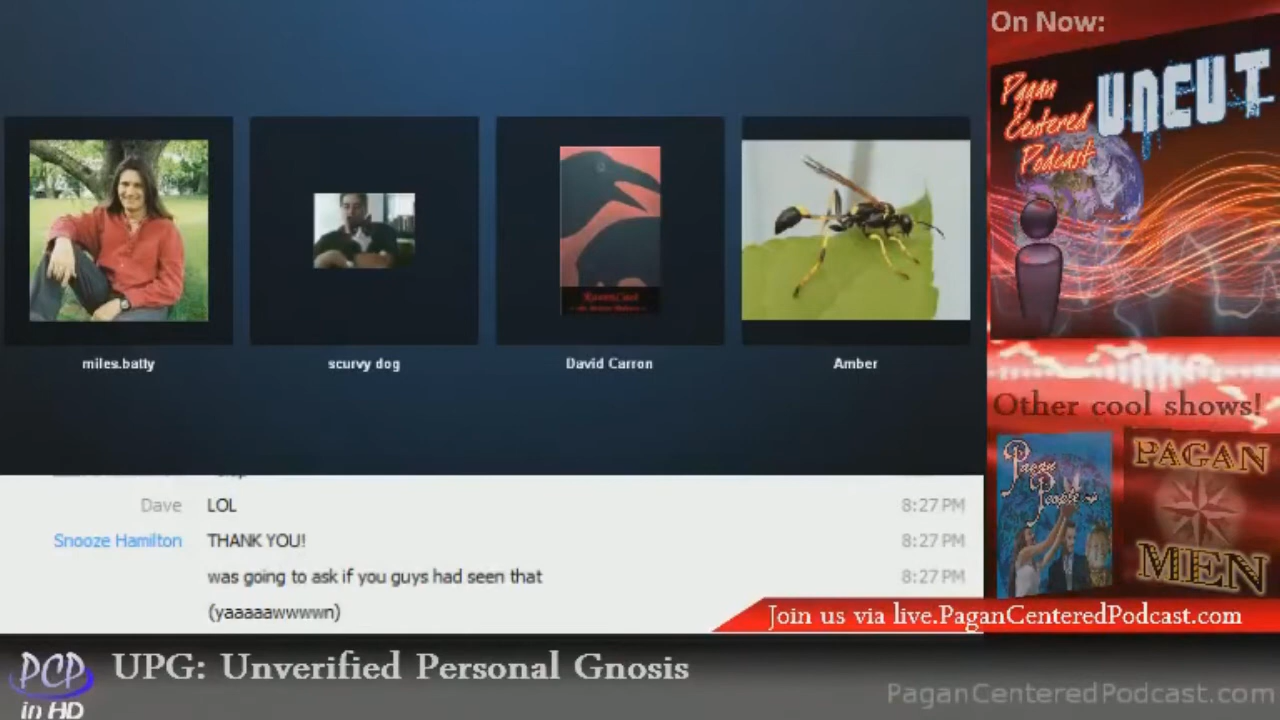 On Now:
Pagan
Centered
Podcast
UNCUT
RavenCast
miles.batty
scurvy dog
David Carron
Amber
Other cool shows!
Pagan
People
PAGAN
MEN
Dave LOL 8:27 PM
Snooze Hamilton THANK YOU! 8:27 PM
was going to ask if you guys had seen that 8:27 PM
(yaaaaawwwwn)
Join us via live.PaganCenteredPodcast.com
PCP
in HD
UPG: Unverified Personal Gnosis
PaganCenteredPodcast.com